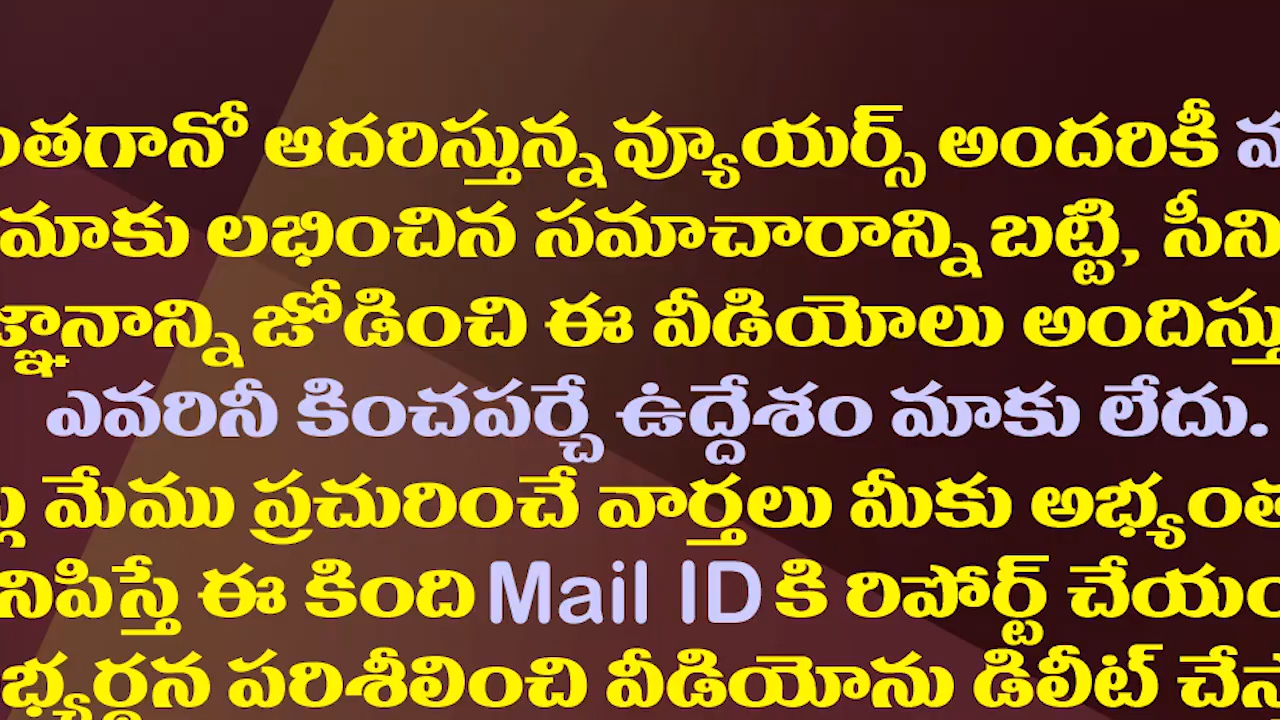 ంతగానో ఆదరిస్తున్న వ్యూయర్స్ అందరికీ
మాకు లభించిన సమాచారాన్ని బట్టి, సీని
జ్ఞానాన్ని జోడించి ఈ వీడియోలు అందిస్తు
ఎవరినీ కించపర్చే ఉద్దేశం మాకు లేదు.
మేము ప్రచురించే వార్తలు మీకు అభ్యంత
నిపిస్తే ఈ కింది Mail ID కి రిపోర్ట్ చేయం
భ్యర్థన పరిశీలించి వీడియోను డిలీట్ చేస